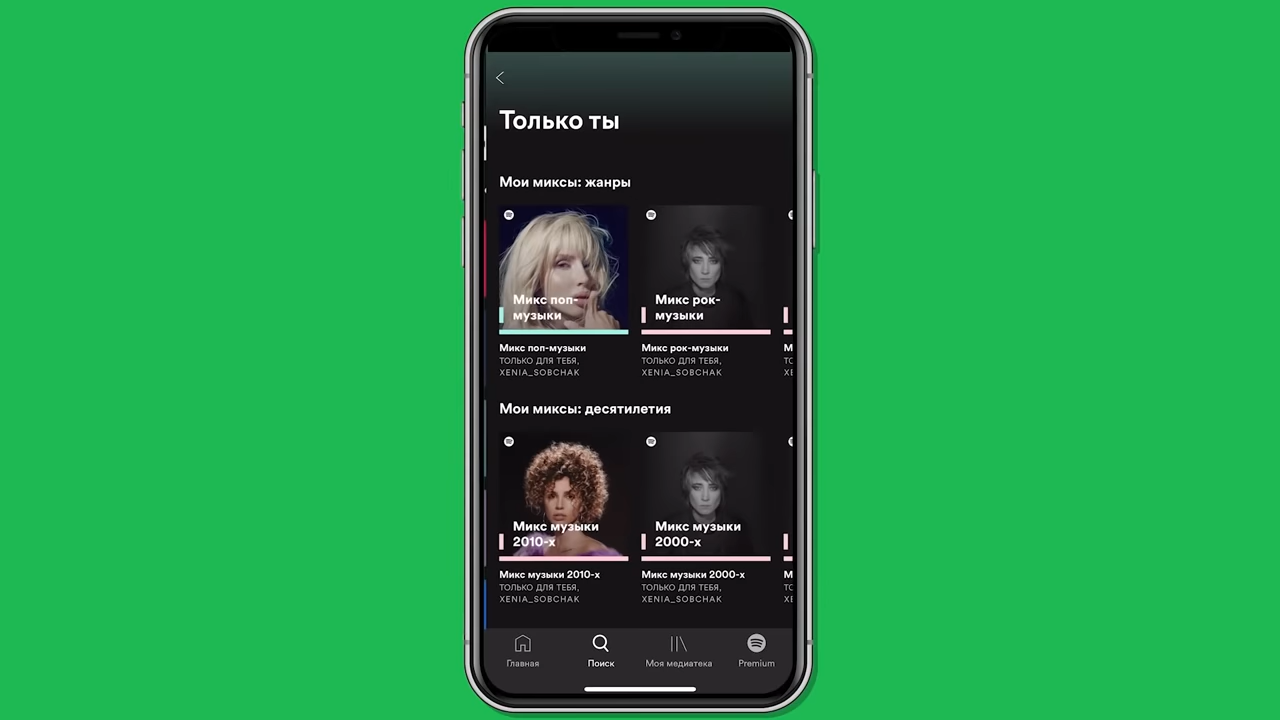 Только ты
Мои миксы: жанры
Микс поп-
музыки
Микс рок-
музыки
Микс поп-музыки
ТОЛЬКО ДЛЯ ТЕБЯ,
XENIA_SOBCHAK
Микс рок-музыки
ТОЛЬКО ДЛЯ ТЕБЯ,
XENIA_SOBCHAK
Мои миксы: десятилетия
Микс музыки
2010-х
Микс музыки
2000-х
Микс музыки 2010-х
ТОЛЬКО ДЛЯ ТЕБЯ,
XENIA_SOBCHAK
Микс музыки 2000-х
ТОЛЬКО ДЛЯ ТЕБЯ,
XENIA_SOBCHAK
Главная
Поиск
Моя медиатека
Premium